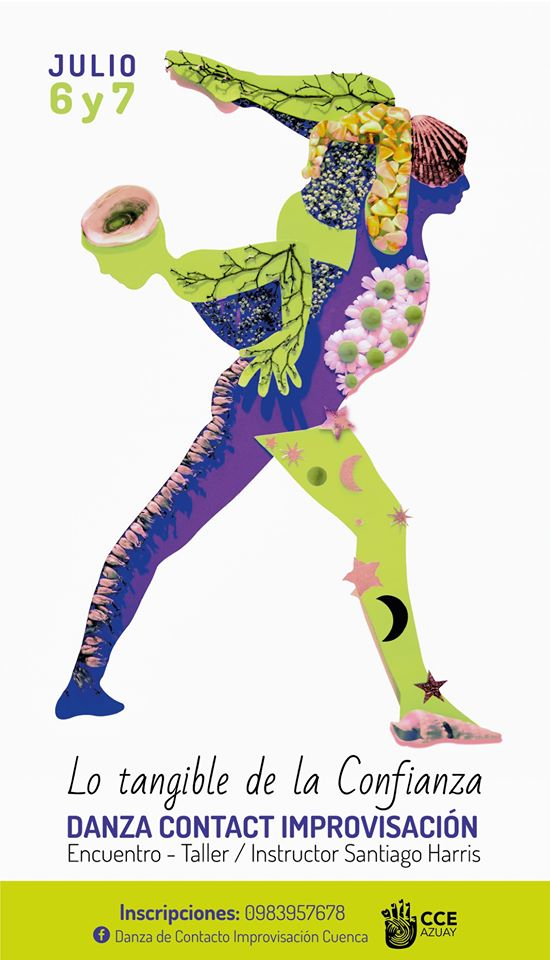 JULIO
6 y 7
Lo tangible de la Confianza
DANZA CONTACT IMPROVISACIÓN
Encuentro - Taller / Instructor Santiago Harris
Inscripciones: 0983957678
Danza de Contacto Improvisación Cuenca
CCE
AZUAY